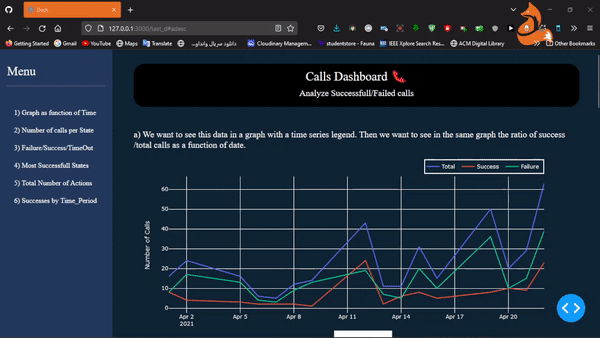 Dash
127.0.0.1:3000/last_d#adesc
Getting Started Gmail YouTube Maps Translate Cloudinary Managem... studentstore - Fauna IEEE Xplore Search Res... ACM Digital Library Other Bookmarks
Menu
1) Graph as function of Time
2) Number of calls per State
3) Failure/Success/TimeOut
4) Most Successfull States
5) Total Number of Actions
6) Successes by Time_Period
Calls Dashboard
Analyze Successfull/Failed calls
a) We want to see this data in a graph with a time series legend. Then we want to see in the same graph the ratio of success
/total calls as a function of date.
Total Success Failure
Number of Calls
60
50
40
30
20
10
0
Apr 2 Apr 5 Apr 8 Apr 11 Apr 14 Apr 17 Apr 20
2021